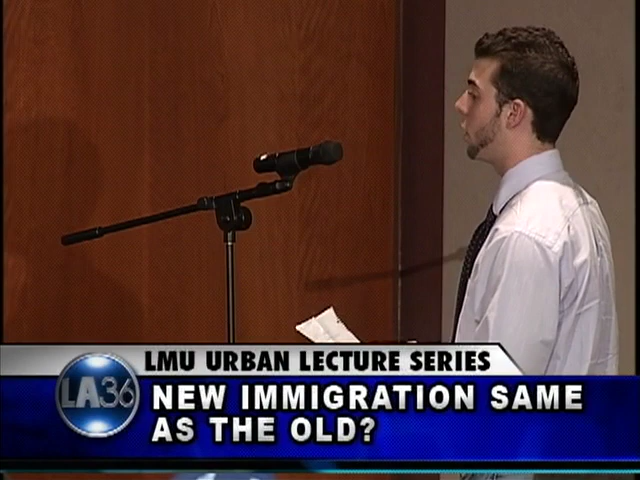 LMU URBAN LECTURE SERIES
LA36
NEW IMMIGRATION SAME
AS THE OLD?